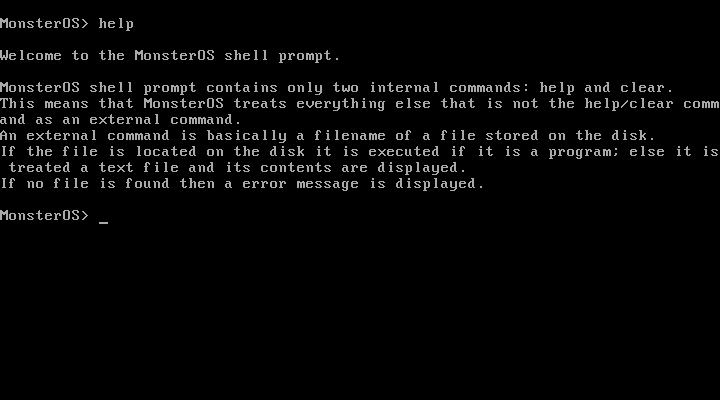 MonsterOS> help
Welcome to the MonsterOS shell prompt.
MonsterOS shell prompt contains only two internal commands: help and clear.
This means that MonsterOS treats everything else that is not the help/clear comm
and as an external command.
An external command is basically a filename of a file stored on the disk.
If the file is located on the disk it is executed if it is a program; else it is
 treated a text file and its contents are displayed.
If no file is found then a error message is displayed.
MonsterOS> _